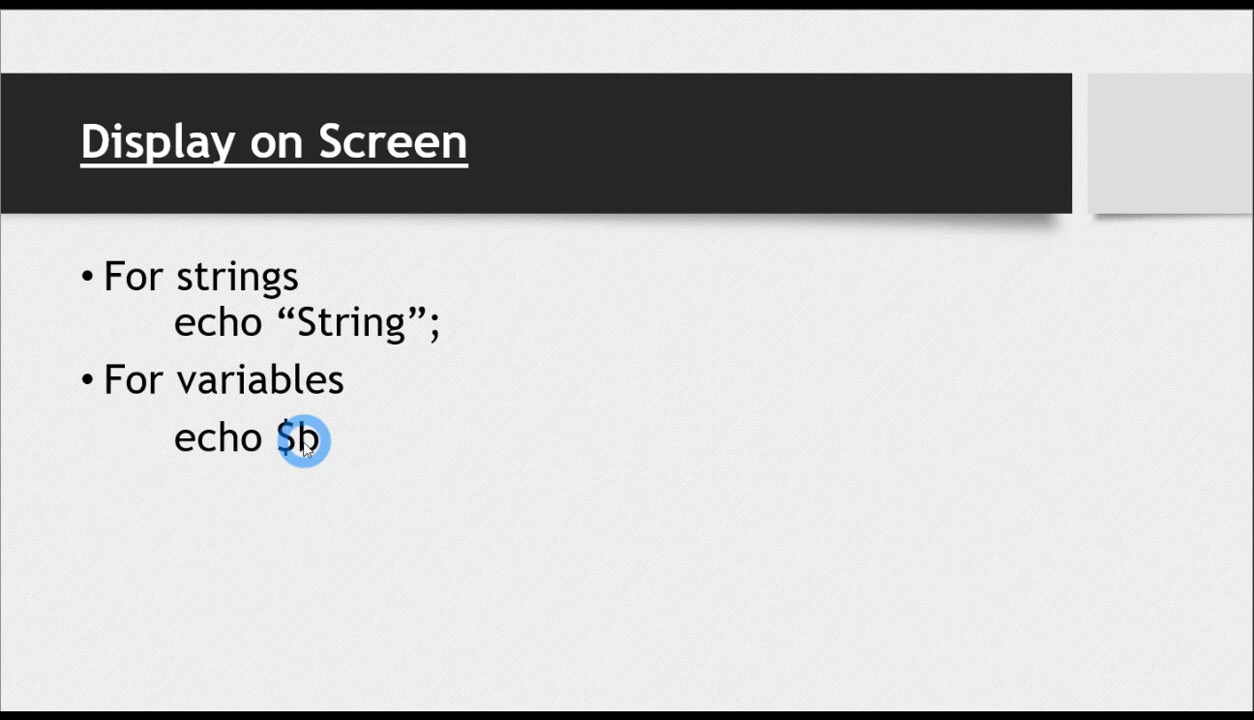 Display on Screen
• For strings
echo “String”;
• For variables
echo $b